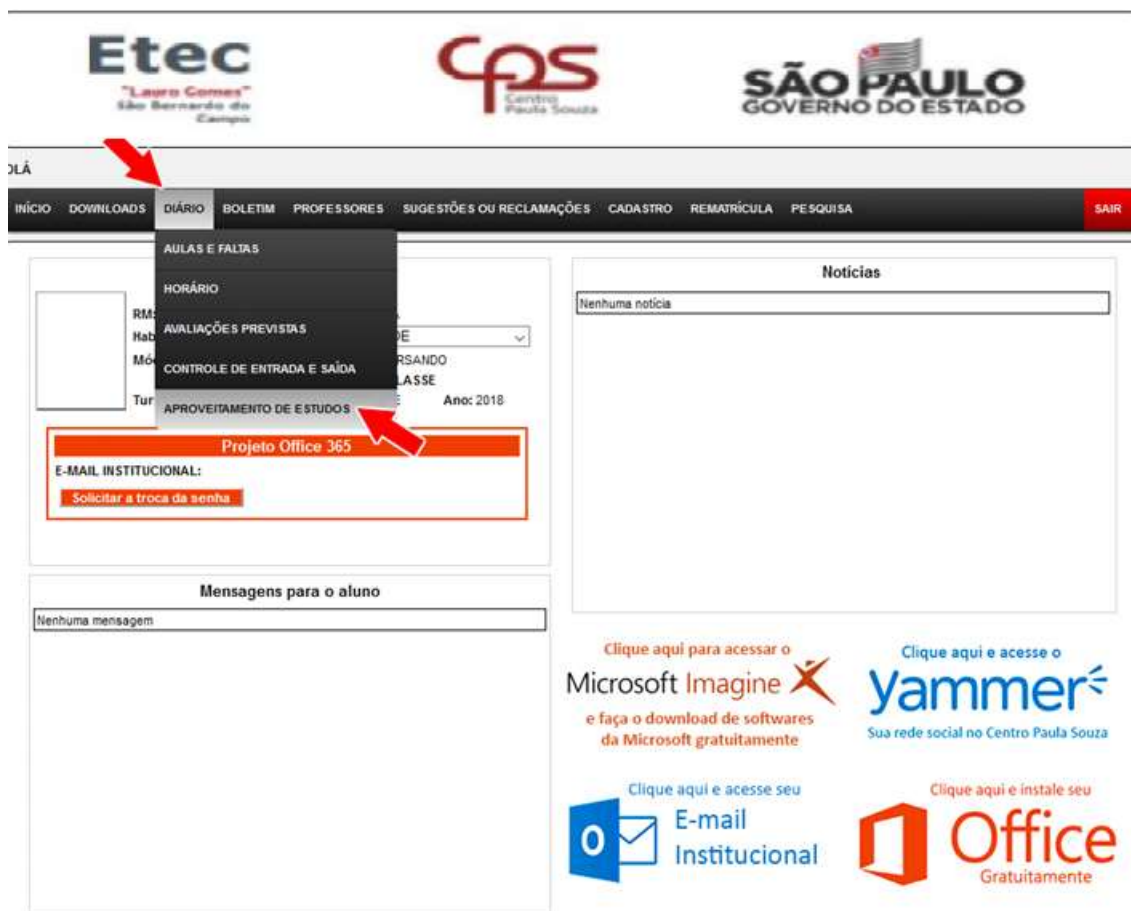 Etec
"Lauro Gomes"
São Bernardo do
Campo
CPS
Centro
Paula Souza
SÃO PAULO
GOVERNO DO ESTADO
OLÁ
INÍCIO DOWNLOADS DIÁRIO BOLETIM PROFESSORES SUGESTÕES OU RECLAMAÇÕES CADASTRO REMATRÍCULA PESQUISA SAIR
AULAS E FALTAS
HORÁRIO
AVALIAÇÕES PREVISTAS
CONTROLE DE ENTRADA E SAÍDA
APROVEITAMENTO DE ESTUDOS
RM:
Hab
DE
Mód
RSANDO
LASSE
Tur
E Ano: 2018
Projeto Office 365
E-MAIL INSTITUCIONAL:
Solicitar a troca da senha
Mensagens para o aluno
Nenhuma mensagem
Notícias
Nenhuma notícia
Clique aqui para acessar o
Microsoft Imagine
e faça o download de softwares
da Microsoft gratuitamente
Clique aqui e acesse o
yammer
Sua rede social no Centro Paula Souza
Clique aqui e acesse seu
E-mail
Institucional
Clique aqui e instale seu
Office
Gratuitamente